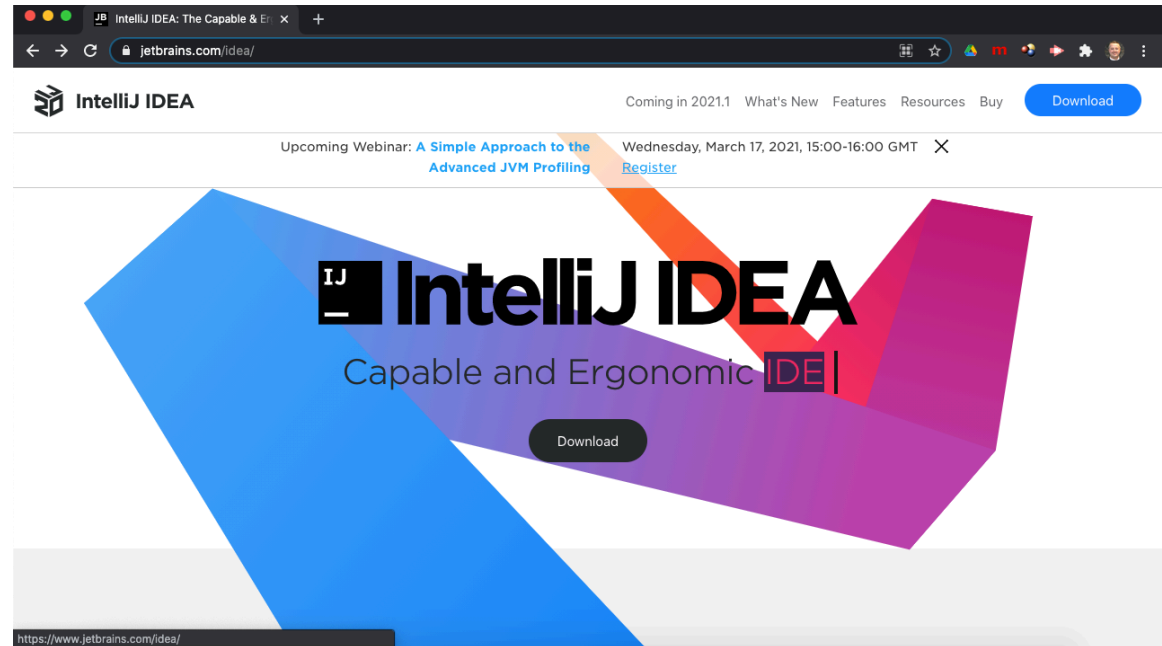 IntelliJ IDEA: The Capable & Er
jetbrains.com/idea/
IntelliJ IDEA
Coming in 2021.1 What's New Features Resources Buy Download
Upcoming Webinar: A Simple Approach to the
Advanced JVM Profiling
Wednesday, March 17, 2021, 15:00-16:00 GMT
Register
IJ IntelliJ IDEA
Capable and Ergonomic IDE
Download
https://www.jetbrains.com/idea/